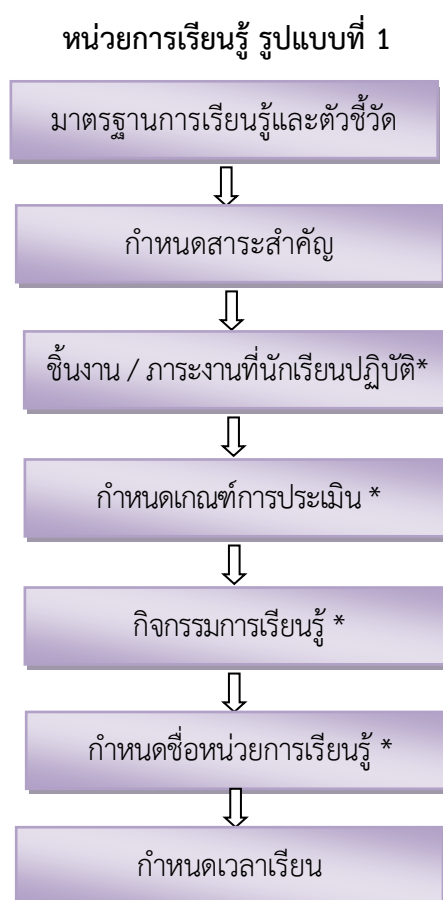 หน่วยการเรียนรู้ รูปแบบที่ 1
มาตรฐานการเรียนรู้และตัวชี้วัด
กำหนดสาระสำคัญ
ชิ้นงาน / ภาระงานที่นักเรียนปฏิบัติ*
กำหนดเกณฑ์การประเมิน *
กิจกรรมการเรียนรู้ *
กำหนดชื่อหน่วยการเรียนรู้ *
กำหนดเวลาเรียน